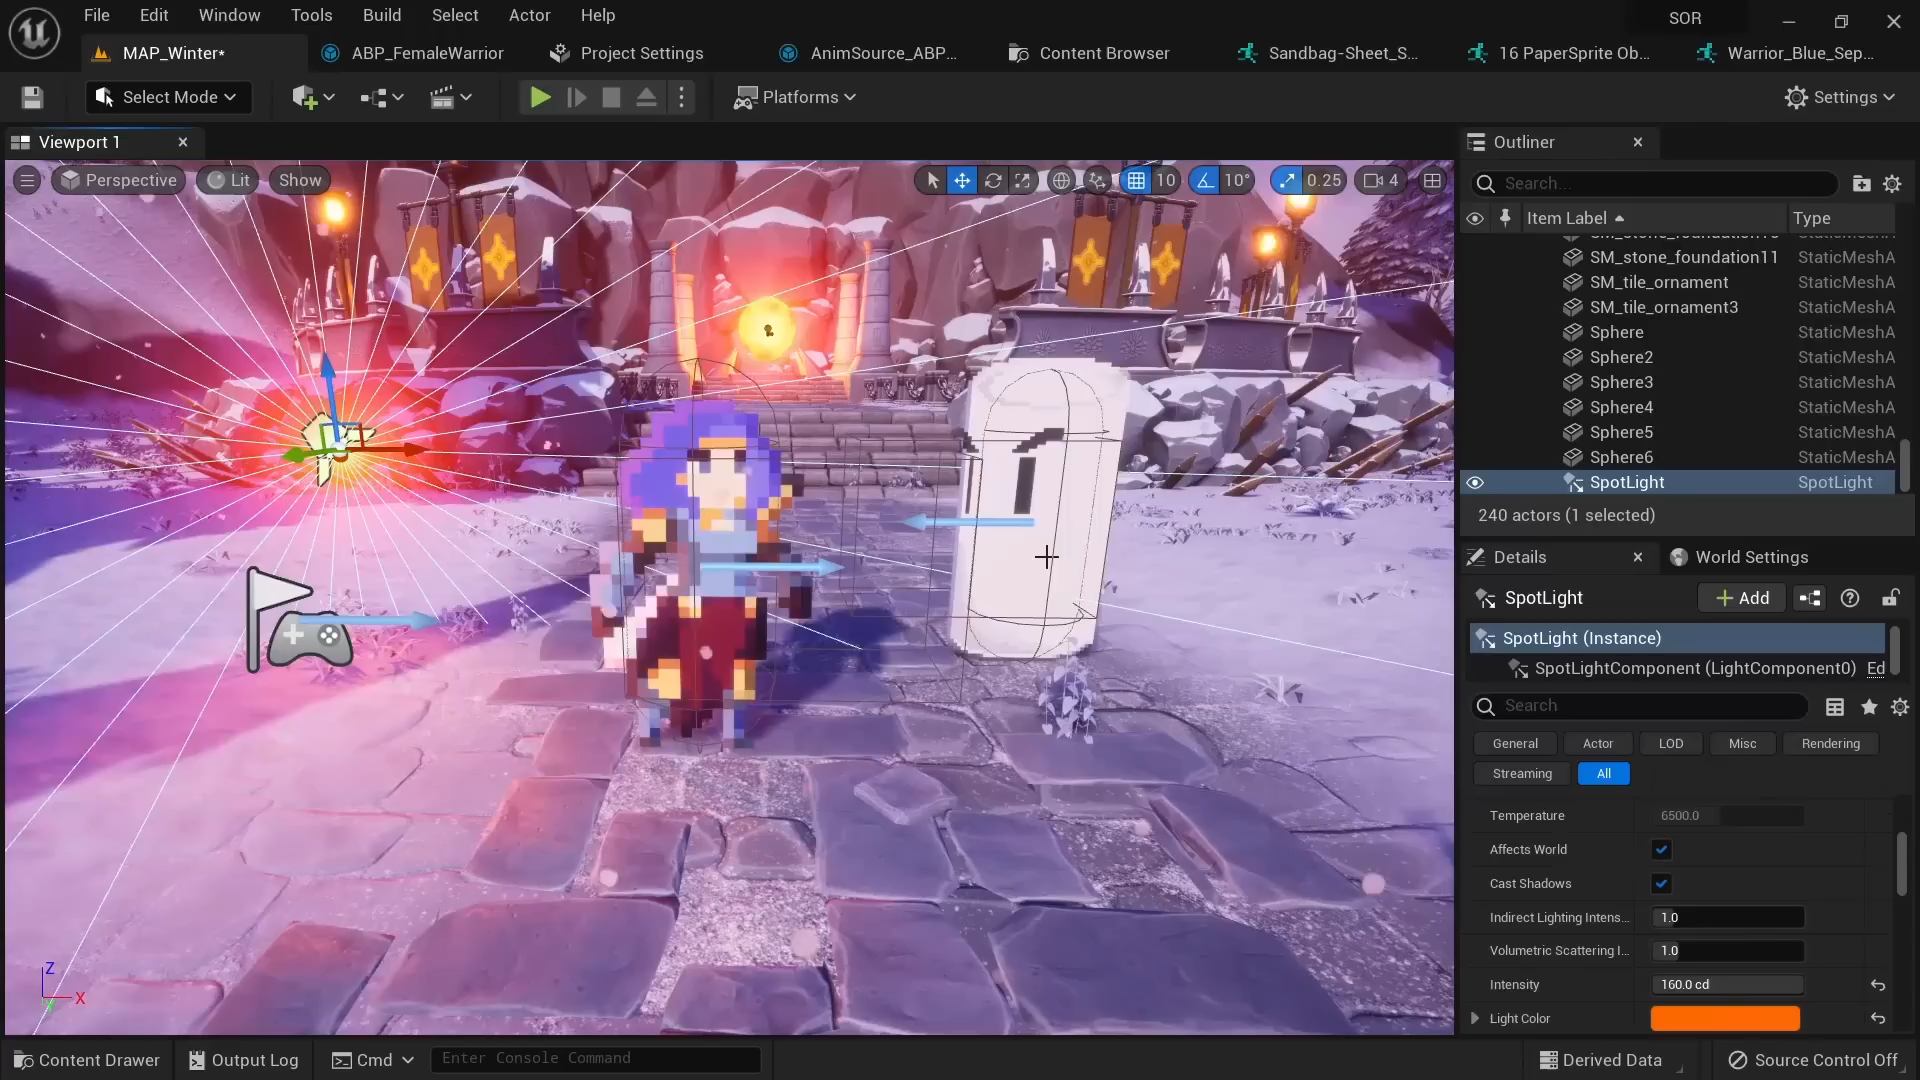 File Edit Window Tools Build Select Actor Help
SOR
MAP_Winter*
ABP_FemaleWarrior
Project Settings
AnimSource_ABP...
Content Browser
Sandbag-Sheet_S...
16 PaperSprite Ob...
Warrior_Blue_Sep...
Select Mode
Platforms
Settings
Viewport 1
Perspective
Lit
Show
10
10°
0.25
4
Outliner
Search...
Item Label
Type
SM_stone_foundation11 StaticMeshA
SM_tile_ornament StaticMeshA
SM_tile_ornament3 StaticMeshA
Sphere StaticMeshA
Sphere2 StaticMeshA
Sphere3 StaticMeshA
Sphere4 StaticMeshA
Sphere5 StaticMeshA
Sphere6 StaticMeshA
SpotLight SpotLight
240 actors (1 selected)
Details
World Settings
SpotLight
Add
SpotLight (Instance)
SpotLightComponent (LightComponent0) Ed
Search
General Actor LOD Misc Rendering
Streaming All
Temperature 6500.0
Affects World
Cast Shadows
Indirect Lighting Intens... 1.0
Volumetric Scattering I... 1.0
Intensity 160.0 cd
Light Color
Z
X
Content Drawer
Output Log
Cmd
Enter Console Command
Derived Data
Source Control Off